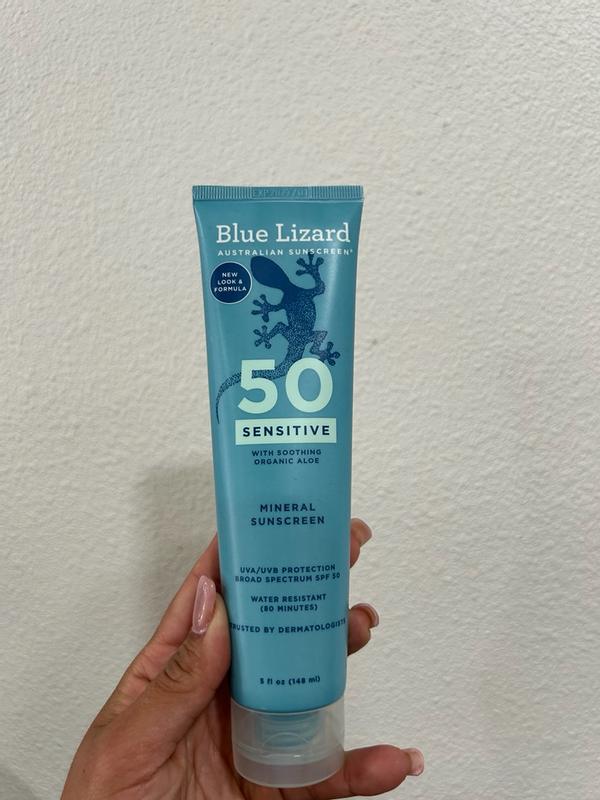 Blue Lizard
AUSTRALIAN SUNSCREEN®
NEW
LOOK &
FORMULA
50
SENSITIVE
WITH SOOTHING
ORGANIC ALOE
MINERAL
SUNSCREEN
UVA/UVB PROTECTION
BROAD SPECTRUM SPF 50
WATER RESISTANT
(80 MINUTES)
TRUSTED BY DERMATOLOGISTS
5 fl oz (148 ml)